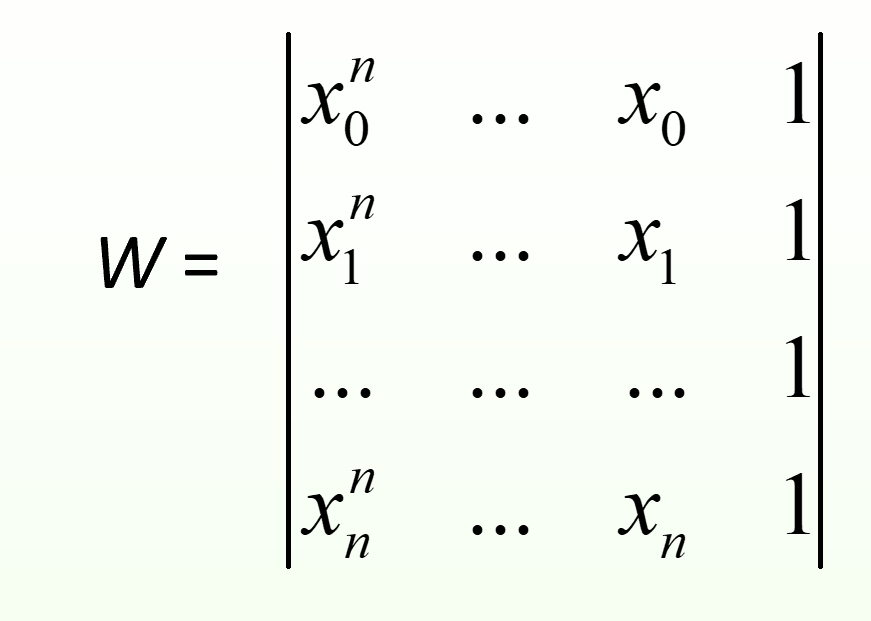 x_0^n ... x_0 1
x_1^n ... x_1 1
W =
... ... ... 1
x_n^n ... x_n 1